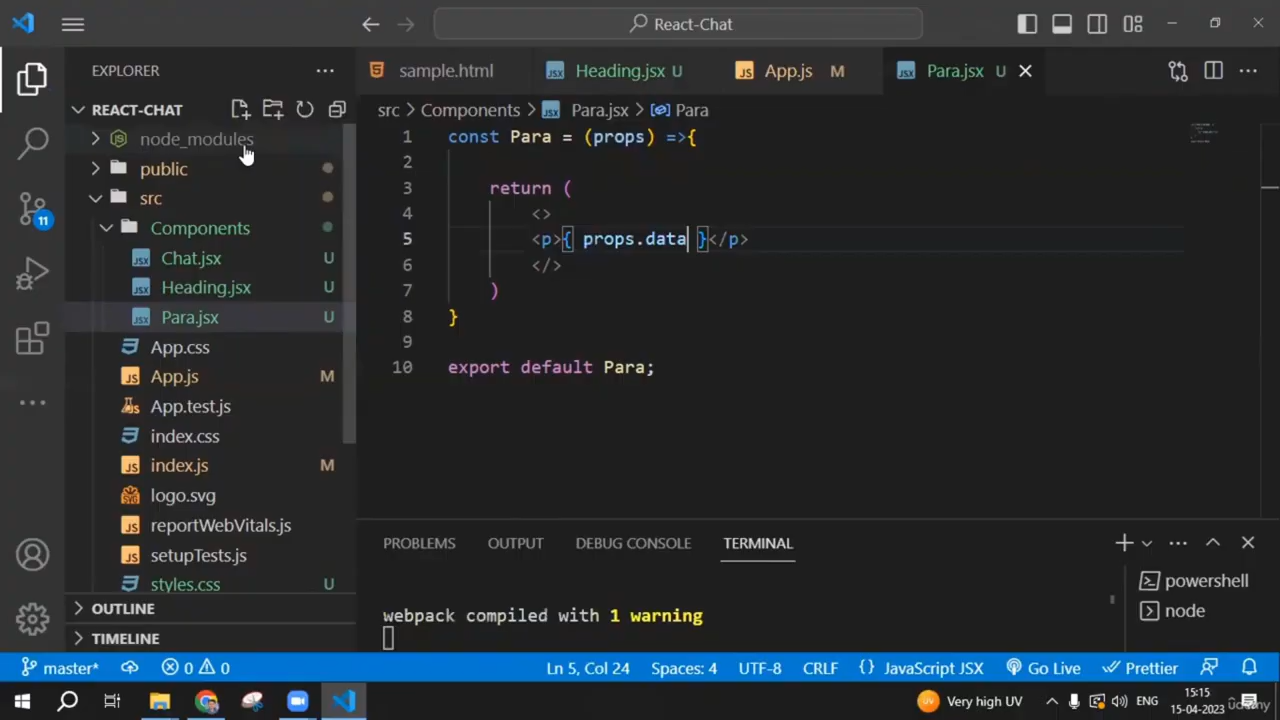 React-Chat
EXPLORER
sample.html
Heading.jsx U
App.js M
Para.jsx U
REACT-CHAT
src > Components > Para.jsx > Para
node_modules
public
src
Components
Chat.jsx U
Heading.jsx U
Para.jsx U
App.css
App.js M
App.test.js
index.css
index.js M
logo.svg
reportWebVitals.js
setupTests.js
styles.css U
OUTLINE
TIMELINE
11
1 const Para = (props) =>{
2
3 return (
4 <>
5 <p>{ props.data }</p>
6 </>
7 )
8 }
9
10 export default Para;
PROBLEMS OUTPUT DEBUG CONSOLE TERMINAL
webpack compiled with 1 warning
powershell
node
master* 0 0 Ln 5, Col 24 Spaces: 4 UTF-8 CRLF {} JavaScript JSX Go Live Prettier
Very high UV
ENG
15:15
15-04-2023
udemy